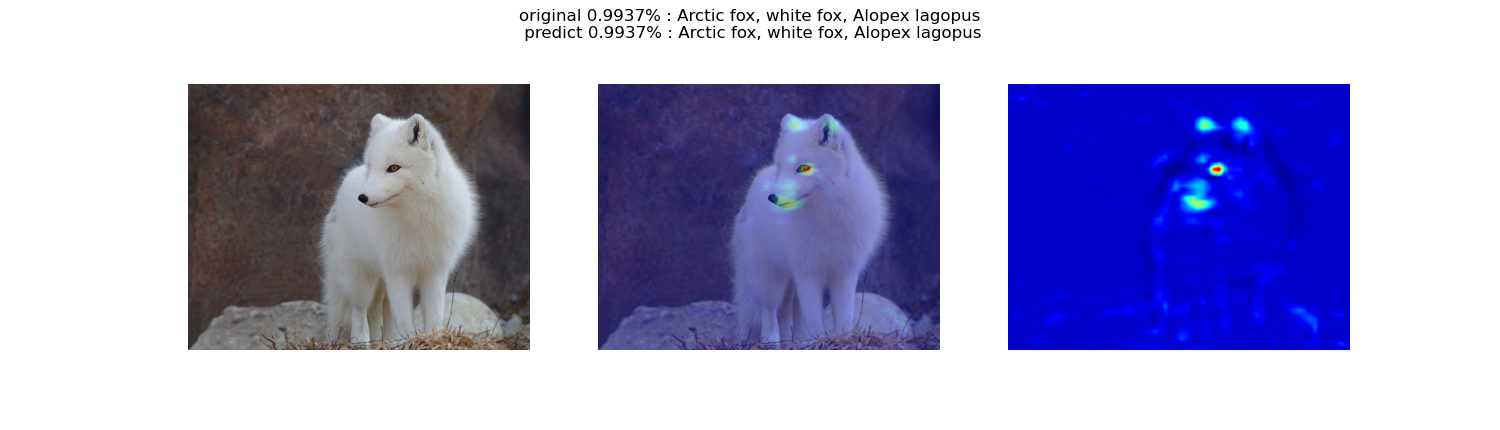 original 0.9937% : Arctic fox, white fox, Alopex lagopus
predict 0.9937% : Arctic fox, white fox, Alopex lagopus